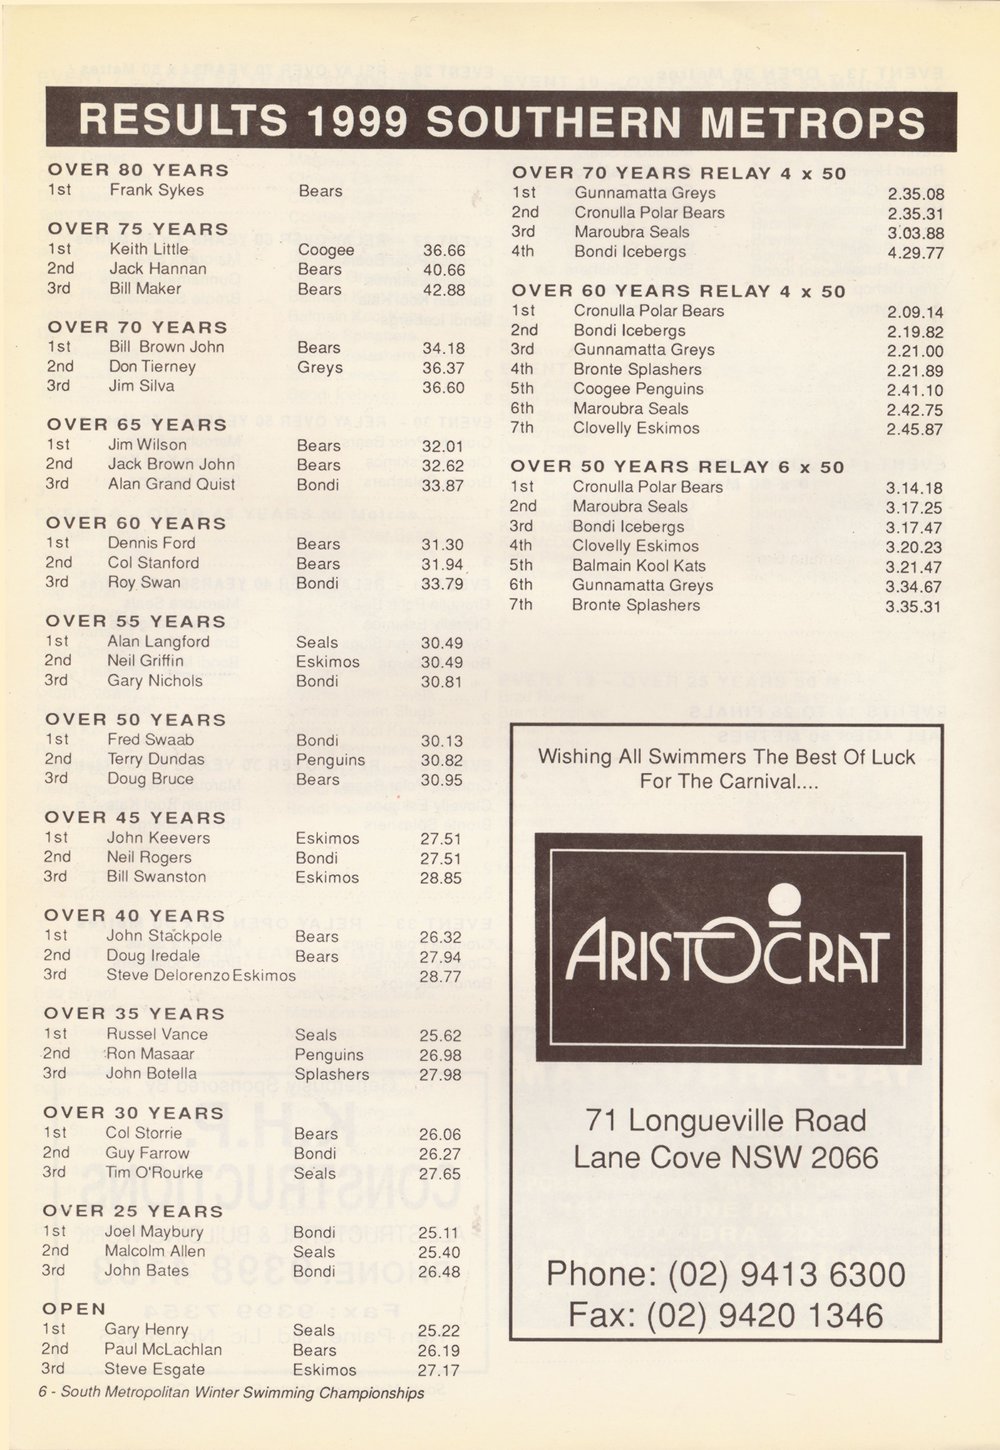 RESULTS 1999 SOUTHERN METROPS
OVER 80 YEARS
1st Frank Sykes Bears
OVER 75 YEARS
1st Keith Little Coogee 36.66
2nd Jack Hannan Bears 40.66
3rd Bill Maker Bears 42.88
OVER 70 YEARS
1st Bill Brown John Bears 34.18
2nd Don Tierney Greys 36.37
3rd Jim Silva 36.60
OVER 65 YEARS
1st Jim Wilson Bears 32.01
2nd Jack Brown John Bears 32.62
3rd Alan Grand Quist Bondi 33.87
OVER 60 YEARS
1st Dennis Ford Bears 31.30
2nd Col Stanford Bears 31.94
3rd Roy Swan Bondi 33.79
OVER 55 YEARS
1st Alan Langford Seals 30.49
2nd Neil Griffin Eskimos 30.49
3rd Gary Nichols Bondi 30.81
OVER 50 YEARS
1st Fred Swaab Bondi 30.13
2nd Terry Dundas Penguins 30.82
3rd Doug Bruce Bears 30.95
OVER 45 YEARS
1st John Keevers Eskimos 27.51
2nd Neil Rogers Bondi 27.51
3rd Bill Swanston Eskimos 28.85
OVER 40 YEARS
1st John Stackpole Bears 26.32
2nd Doug Iredale Bears 27.94
3rd Steve Delorenzo Eskimos 28.77
OVER 35 YEARS
1st Russel Vance Seals 25.62
2nd Ron Masaar Penguins 26.98
3rd John Botella Splashers 27.98
OVER 30 YEARS
1st Col Storrie Bears 26.06
2nd Guy Farrow Bondi 26.27
3rd Tim O'Rourke Seals 27.65
OVER 25 YEARS
1st Joel Maybury Bondi 25.11
2nd Malcolm Allen Seals 25.40
3rd John Bates Bondi 26.48
OPEN
1st Gary Henry Seals 25.22
2nd Paul McLachlan Bears 26.19
3rd Steve Esgate Eskimos 27.17
6 - South Metropolitan Winter Swimming Championships
OVER 70 YEARS RELAY 4 x 50
1st Gunnamatta Greys 2.35.08
2nd Cronulla Polar Bears 2.35.31
3rd Maroubra Seals 3.03.88
4th Bondi Icebergs 4.29.77
OVER 60 YEARS RELAY 4 x 50
1st Cronulla Polar Bears 2.09.14
2nd Bondi Icebergs 2.19.82
3rd Gunnamatta Greys 2.21.00
4th Bronte Splashers 2.21.89
5th Coogee Penguins 2.41.10
6th Maroubra Seals 2.42.75
7th Clovelly Eskimos 2.45.87
OVER 50 YEARS RELAY 6 x 50
1st Cronulla Polar Bears 3.14.18
2nd Maroubra Seals 3.17.25
3rd Bondi Icebergs 3.17.47
4th Clovelly Eskimos 3.20.23
5th Balmain Kool Kats 3.21.47
6th Gunnamatta Greys 3.34.67
7th Bronte Splashers 3.35.31
Wishing All Swimmers The Best Of Luck
For The Carnival....
ARISTOCRAT
71 Longueville Road
Lane Cove NSW 2066
Phone: (02) 9413 6300
Fax: (02) 9420 1346